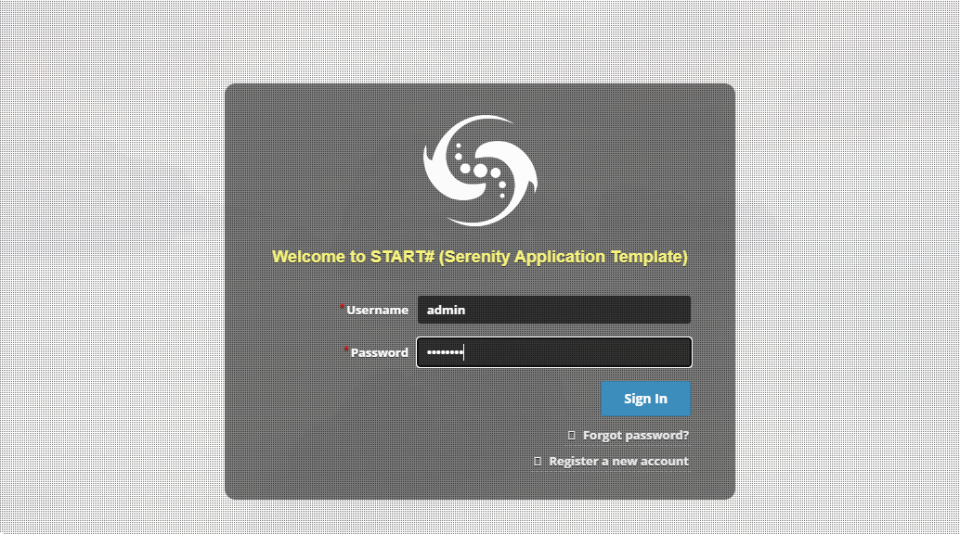 Welcome to START# (Serenity Application Template)
*Username admin
*Password ••••••••
Sign In
Forgot password?
Register a new account